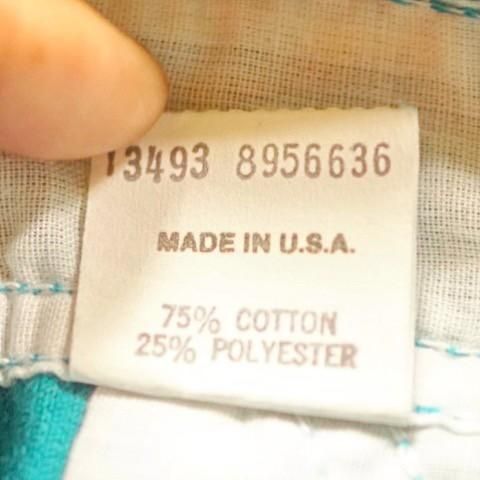 13493 8956636
MADE IN U.S.A.
75% COTTON
25% POLYESTER